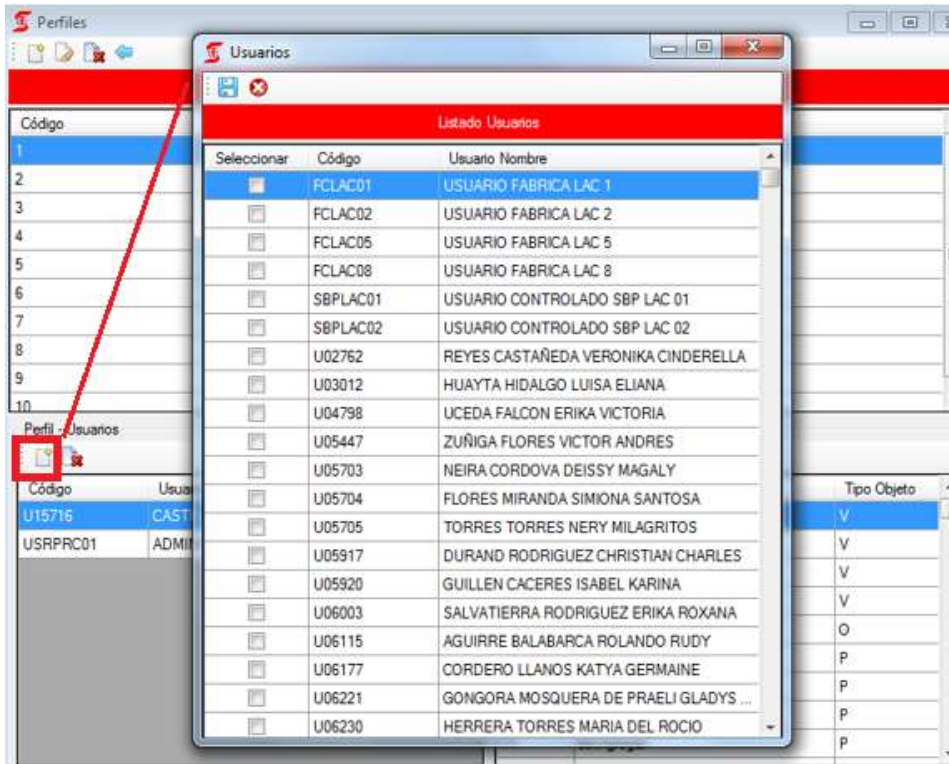 Perfiles
Usuarios
Listado Usuarios
Código
Seleccionar Código Usuario Nombre
1
FCLAC01 USUARIO FABRICA LAC 1
2
FCLAC02 USUARIO FABRICA LAC 2
3
FCLAC05 USUARIO FABRICA LAC 5
4
FCLAC08 USUARIO FABRICA LAC 8
5
SBPLAC01 USUARIO CONTROLADO SBP LAC 01
6
SBPLAC02 USUARIO CONTROLADO SBP LAC 02
7
U02762 REYES CASTAÑEDA VERONIKA CINDERELLA
8
U03012 HUAYTA HIDALGO LUISA ELIANA
9
U04798 UCEDA FALCON ERIKA VICTORIA
10
Perfil - Usuarios
U05447 ZUÑIGA FLORES VICTOR ANDRES
U05703 NEIRA CORDOVA DEISSY MAGALY
Código Tipo Objeto
U05704 FLORES MIRANDA SIMIONA SANTOSA
U15716 V
U05705 TORRES TORRES NERY MILAGRITOS
USRPRC01 V
U05917 DURAND RODRIGUEZ CHRISTIAN CHARLES
V
U05920 GUILLEN CACERES ISABEL KARINA
V
U06003 SALVATIERRA RODRIGUEZ ERIKA ROXANA
O
U06115 AGUIRRE BALABARCA ROLANDO RUDY
P
U06177 CORDERO LLANOS KATYA GERMAINE
P
U06221 GONGORA MOSQUERA DE PRAELI GLADYS ...
P
U06230 HERRERA TORRES MARIA DEL ROCIO
P